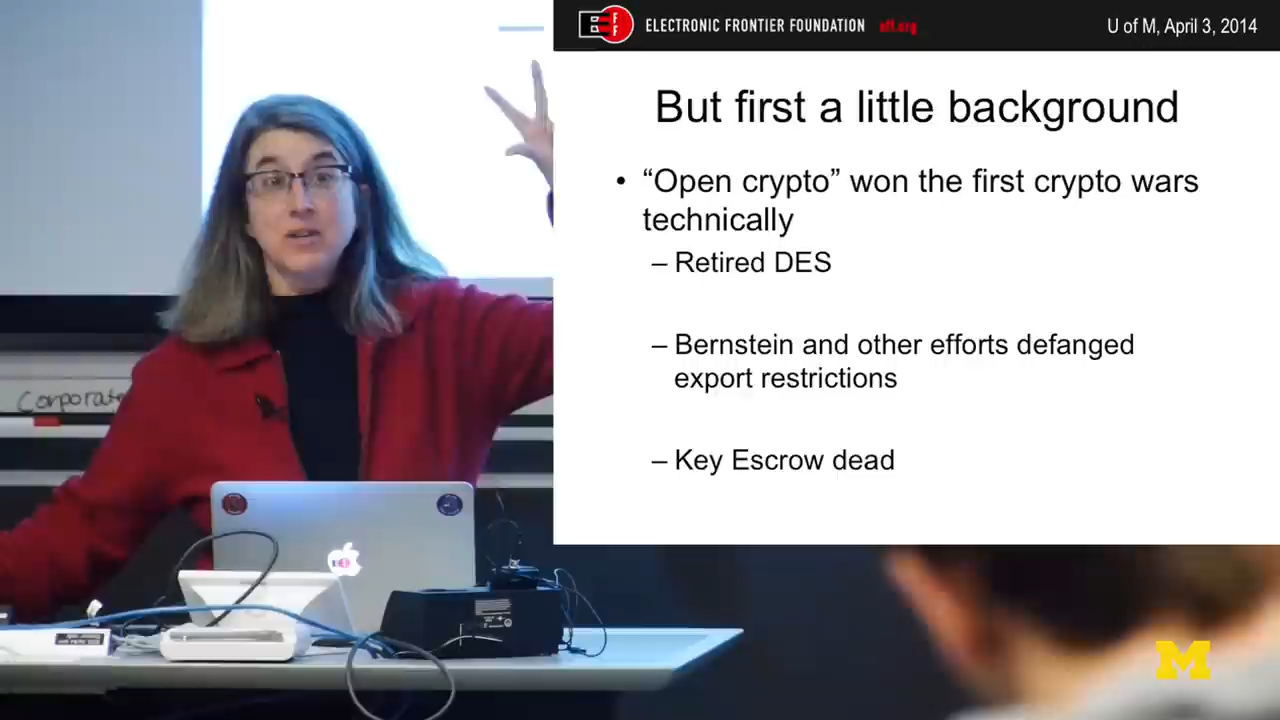 ELECTRONIC FRONTIER FOUNDATION eff.org
U of M, April 3, 2014
But first a little background
• “Open crypto” won the first crypto wars
technically
– Retired DES
– Bernstein and other efforts defanged
export restrictions
– Key Escrow dead
Corporate
M